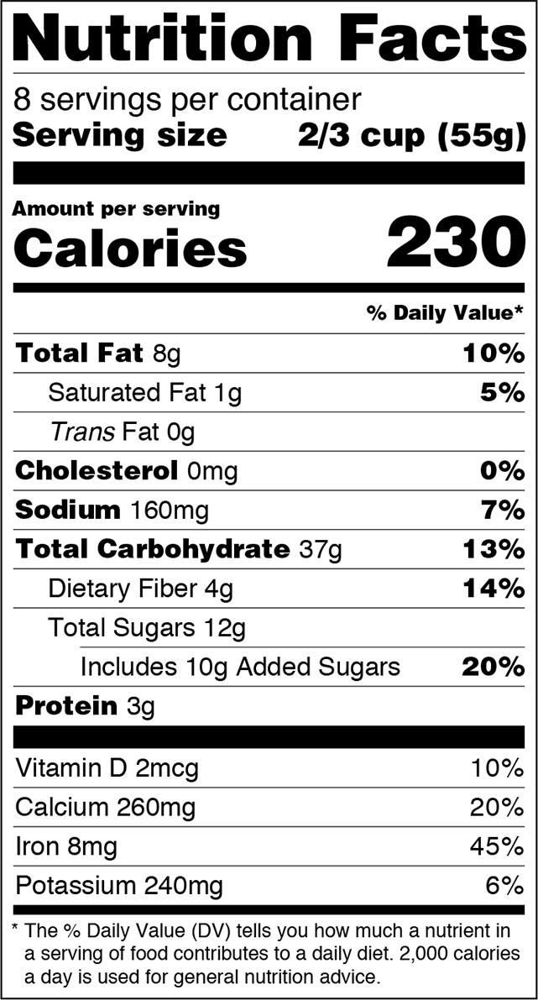 Nutrition Facts
8 servings per container
Serving size 2/3 cup (55g)
Amount per serving
Calories 230
% Daily Value*
Total Fat 8g 10%
Saturated Fat 1g 5%
Trans Fat 0g
Cholesterol 0mg 0%
Sodium 160mg 7%
Total Carbohydrate 37g 13%
Dietary Fiber 4g 14%
Total Sugars 12g
Includes 10g Added Sugars 20%
Protein 3g
Vitamin D 2mcg 10%
Calcium 260mg 20%
Iron 8mg 45%
Potassium 240mg 6%
* The % Daily Value (DV) tells you how much a nutrient in
a serving of food contributes to a daily diet. 2,000 calories
a day is used for general nutrition advice.